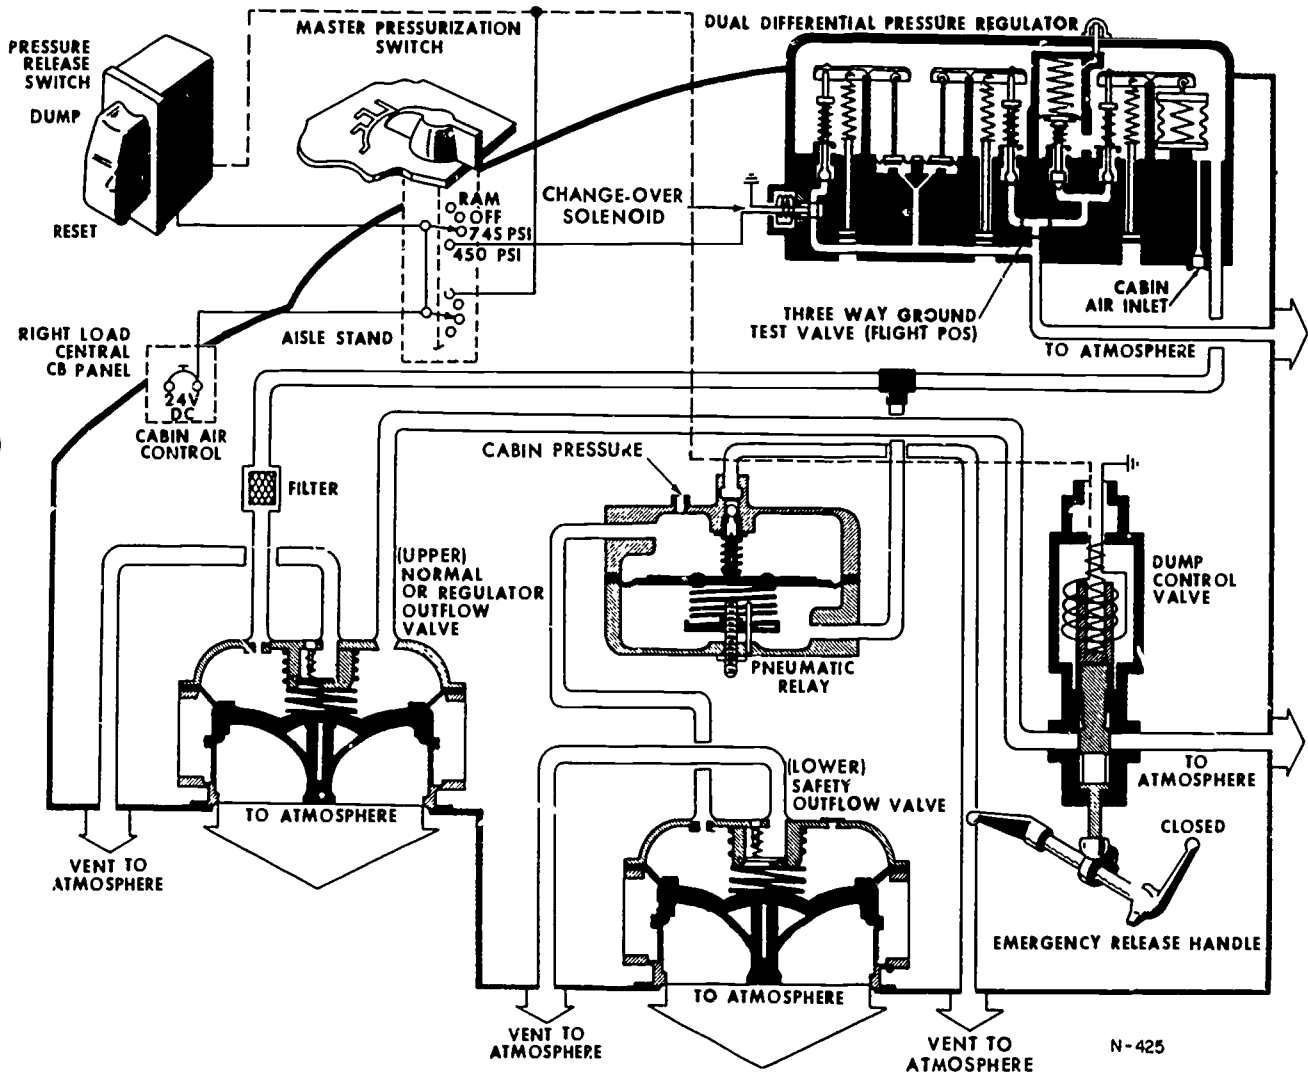 MASTER PRESSURIZATION
SWITCH
DUAL DIFFERENTIAL PRESSURE REGULATOR
PRESSURE
RELEASE
SWITCH
DUMP
RESET
RAM
OFF
745 PSI
450 PSI
CHANGE-OVER
SOLENOID
CABIN
AIR INLET
THREE WAY GROUND
TEST VALVE (FLIGHT POS)
TO ATMOSPHERE
AISLE STAND
RIGHT LOAD
CENTRAL
CB PANEL
24V
DC
CABIN AIR
CONTROL
CABIN PRESSURE
FILTER
(UPPER)
NORMAL
OR REGULATOR
OUTFLOW
VALVE
DUMP
CONTROL
VALVE
PNEUMATIC
RELAY
TO
ATMOSPHERE
(LOWER)
SAFETY
OUTFLOW VALVE
TO ATMOSPHERE
VENT TO
ATMOSPHERE
CLOSED
EMERGENCY RELEASE HANDLE
TO ATMOSPHERE
VENT TO
ATMOSPHERE
VENT TO
ATMOSPHERE
N-425